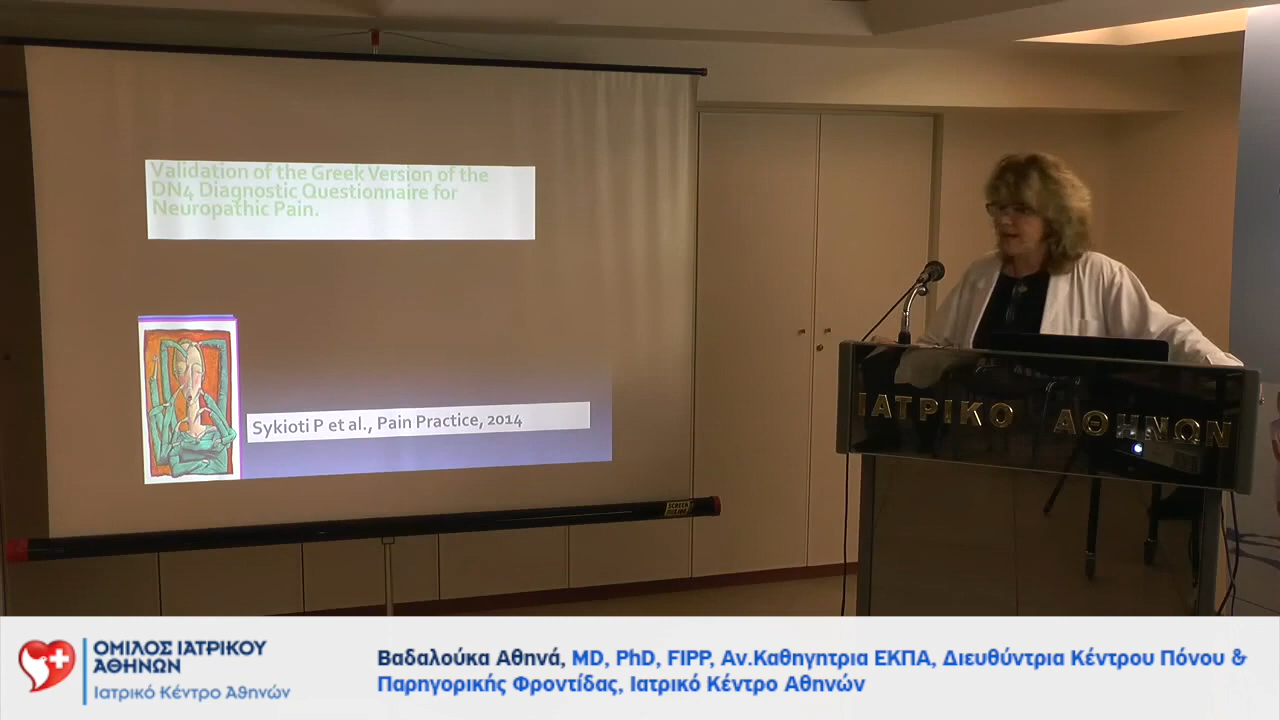 Validation of the Greek Version of the
DN4 Diagnostic Questionnaire for
Neuropathic Pain.
Sykioti P et al., Pain Practice, 2014
SCREEN
ΙΑΤΡΙΚΟ ΑΘΗΝΩΝ
ΟΜΙΛΟΣ ΙΑΤΡΙΚΟΥ
ΑΘΗΝΩΝ
Ιατρικό Κέντρο Αθηνών
Βαδαλούκα Αθηνά, MD, PhD, FIPP, Αν.Καθηγητρια ΕΚΠΑ, Διευθύντρια Κέντρου Πόνου &
Παρηγορικής Φροντίδας, Ιατρικό Κέντρο Αθηνών